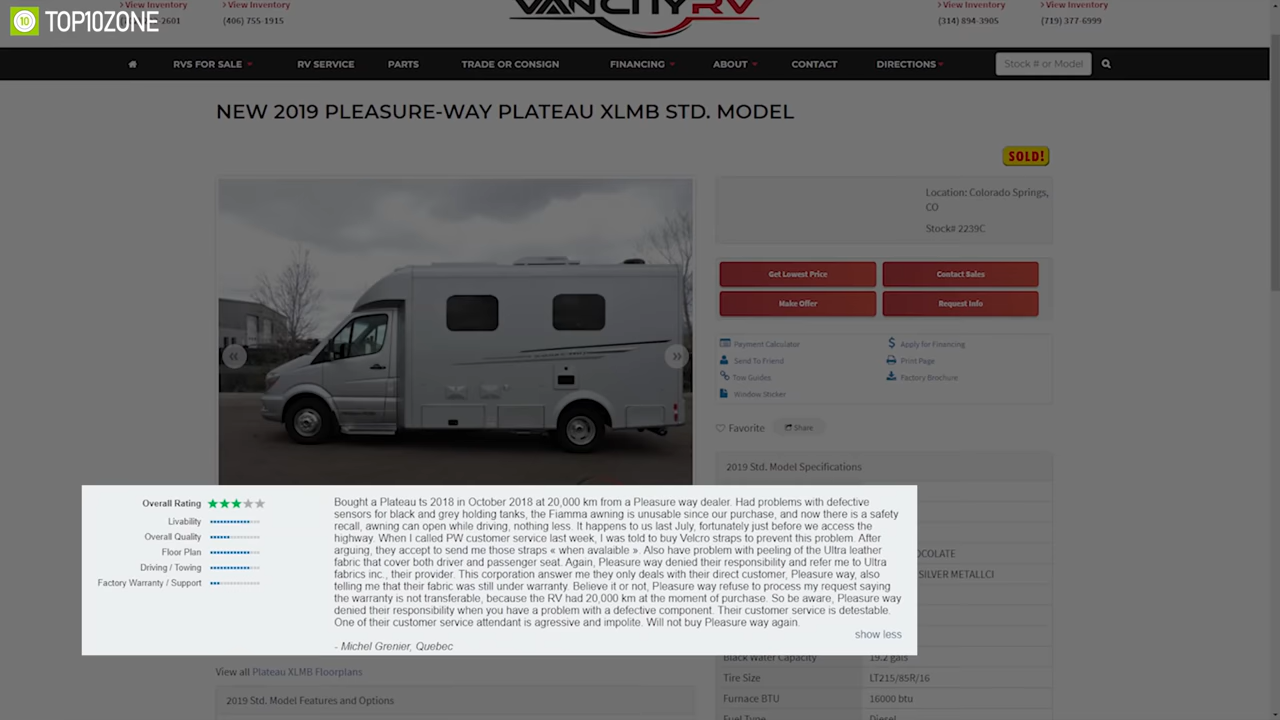 TOP10ZONE
View Inventory
View Inventory
(406) 755-1915
VAN CITY RV
View Inventory
View Inventory
(314) 894-3905
(719) 377-6999
RVS FOR SALE
RV SERVICE
PARTS
TRADE OR CONSIGN
FINANCING
ABOUT
CONTACT
DIRECTIONS
Stock # or Model
NEW 2019 PLEASURE-WAY PLATEAU XLMB STD. MODEL
SOLD!
Location: Colorado Springs,
CO
Stock# 2239C
Get Lowest Price
Contact Sales
Make Offer
Request Info
Payment Calculator
Apply for Financing
Send To Friend
Print Page
Tow Guides
Factory Brochure
Window Sticker
Favorite
Share
2019 Std. Model Specifications
Overall Rating
Livability
Overall Quality
Floor Plan
Driving / Towing
Factory Warranty / Support
Bought a Plateau ts 2018 in October 2018 at 20,000 km from a Pleasure way dealer. Had problems with defective
sensors for black and grey holding tanks, the Fiamma awning is unusable since our purchase, and now there is a safety
recall, awning can open while driving, nothing less. It happens to us last July, fortunately just before we access the
highway. When I called PW customer service last week, I was told to buy Velcro straps to prevent this problem. After
arguing, they accept to send me those straps « when avalaible ». Also have problem with peeling of the Ultra leather
fabric that cover both driver and passenger seat. Again, Pleasure way denied their responsibility and refer me to Ultra
fabrics inc., their provider. This corporation answer me they only deals with their direct customer, Pleasure way, also
telling me that their fabric was still under warranty. Believe it or not, Pleasure way refuse to process my request saying
the warranty is not transferable, because the RV had 20,000 km at the moment of purchase. So be aware, Pleasure way
denied their responsibility when you have a problem with a defective component. Their customer service is detestable.
One of their customer service attendant is agressive and impolite. Will not buy Pleasure way again.
show less
- Michel Grenier, Quebec
OCOLATE
SILVER METALLCI
View all Plateau XLMB Floorplans
2019 Std. Model Features and Options
Black Water Capacity
19.2 gals
Tire Size
LT215/85R/16
Furnace BTU
16000 btu
Fuel Type
Diesel